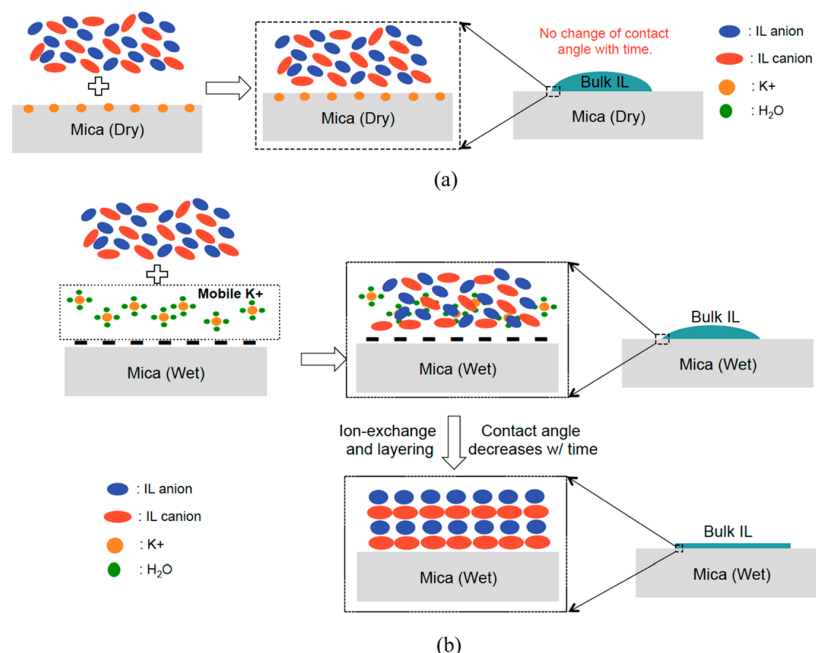 No change of contact
angle with time.
: IL anion
: IL canion
: K+
: H₂O
Bulk IL
Mica (Dry)
Mica (Dry)
Mica (Dry)
(a)
Mobile K+
Mica (Wet)
Mica (Wet)
Bulk IL
Mica (Wet)
Ion-exchange
and layering
Contact angle
decreases w/ time
: IL anion
: IL canion
: K+
: H₂O
Mica (Wet)
Bulk IL
Mica (Wet)
(b)